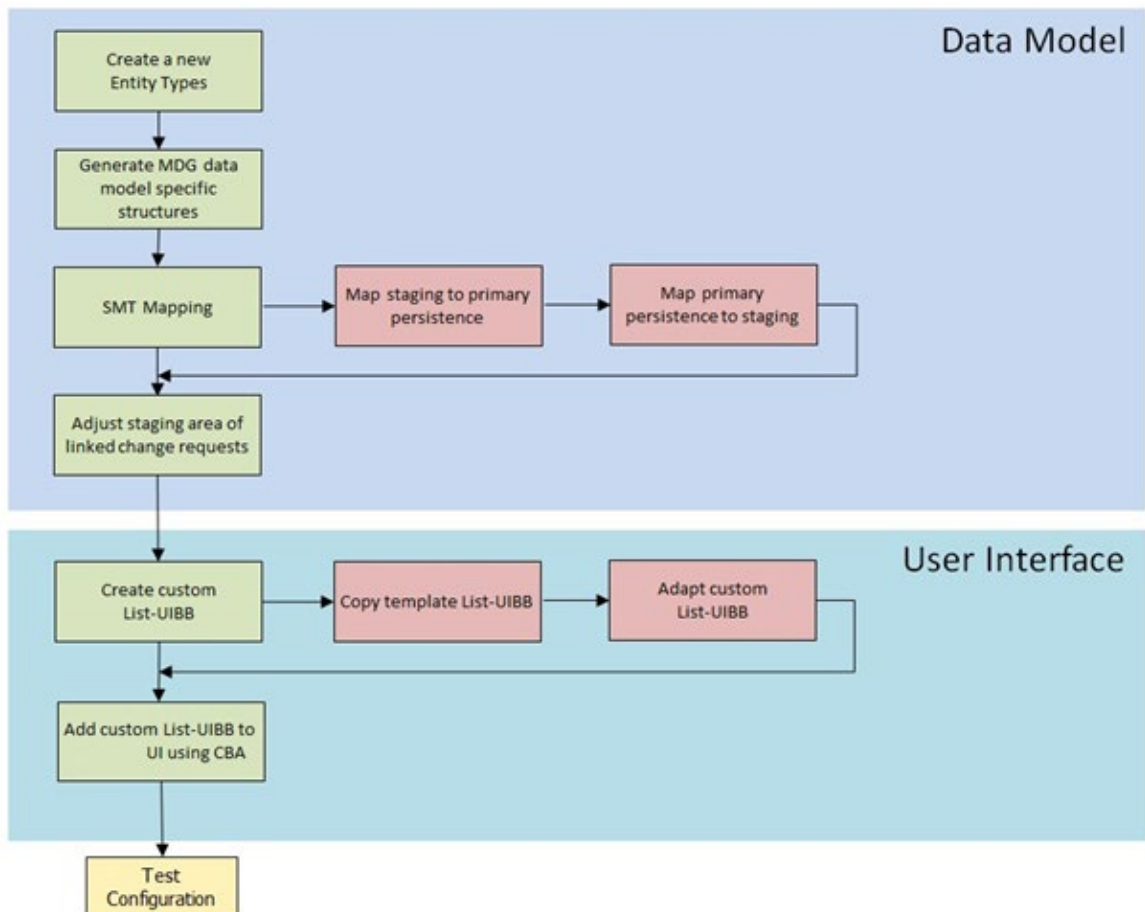 Data Model
Create a new
Entity Types
Generate MDG data
model specific
structures
SMT Mapping
Map staging to primary
persistence
Map primary
persistence to staging
Adjust staging area of
linked change requests
User Interface
Create custom
List-UIBB
Copy template List-UIBB
Adapt custom
List-UIBB
Add custom List-UIBB to
UI using CBA
Test
Configuration